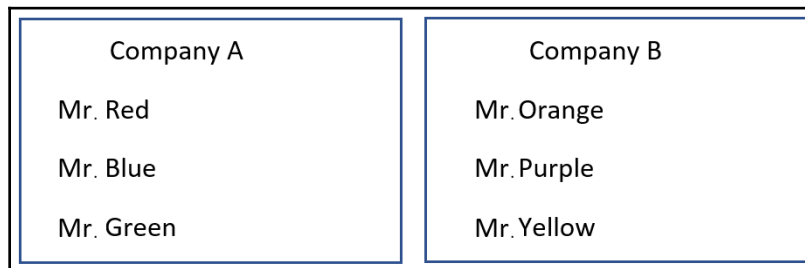 Company A
Mr. Red
Mr. Blue
Mr. Green
Company B
Mr. Orange
Mr. Purple
Mr. Yellow